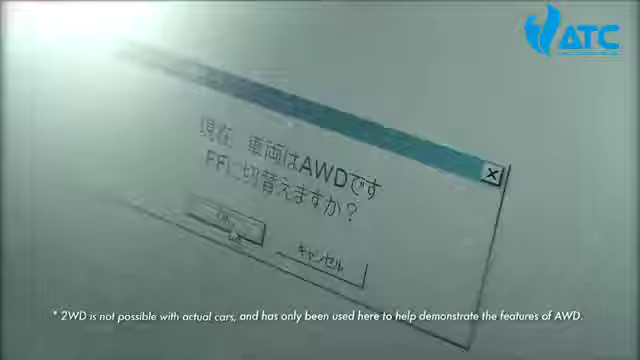 ATC
現在 車両はAWDです
FFに切替えますか?
OK
キャンセル
* 2WD is not possible with actual cars, and has only been used here to help demonstrate the features of AWD.